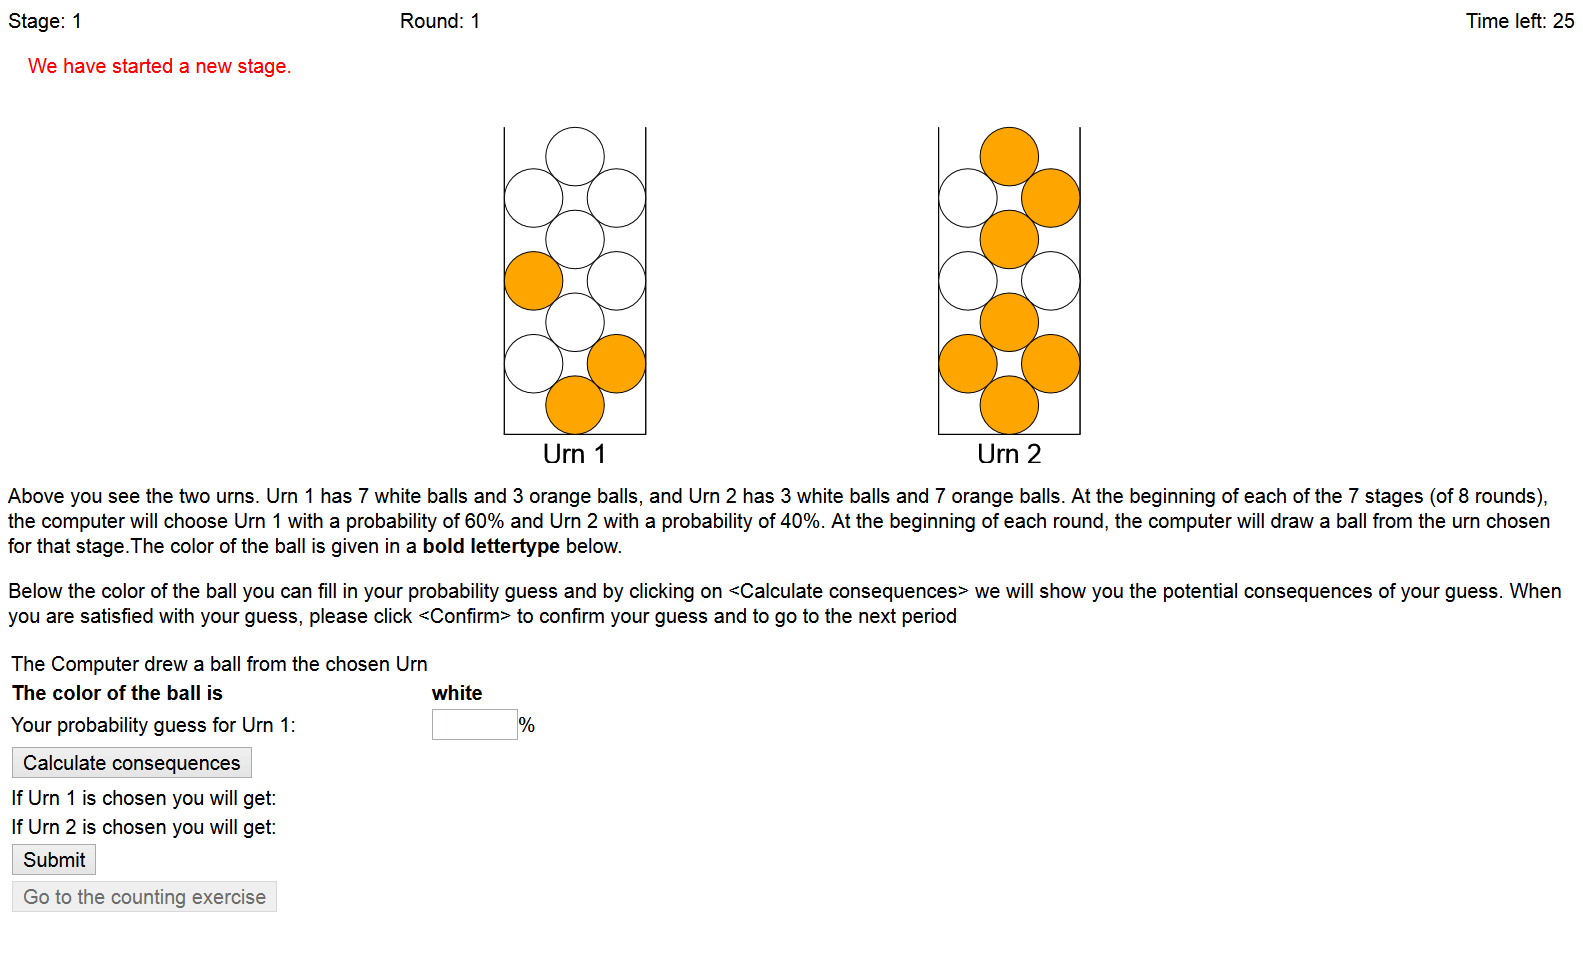 Stage: 1
Round: 1
Time left: 25
We have started a new stage.
Urn 1
Urn 2
Above you see the two urns. Urn 1 has 7 white balls and 3 orange balls, and Urn 2 has 3 white balls and 7 orange balls. At the beginning of each of the 7 stages (of 8 rounds),
the computer will choose Urn 1 with a probability of 60% and Urn 2 with a probability of 40%. At the beginning of each round, the computer will draw a ball from the urn chosen
for that stage.The color of the ball is given in a bold lettertype below.
Below the color of the ball you can fill in your probability guess and by clicking on <Calculate consequences> we will show you the potential consequences of your guess. When
you are satisfied with your guess, please click <Confirm> to confirm your guess and to go to the next period
The Computer drew a ball from the chosen Urn
The color of the ball is white
Your probability guess for Urn 1: %
Calculate consequences
If Urn 1 is chosen you will get:
If Urn 2 is chosen you will get:
Submit
Go to the counting exercise